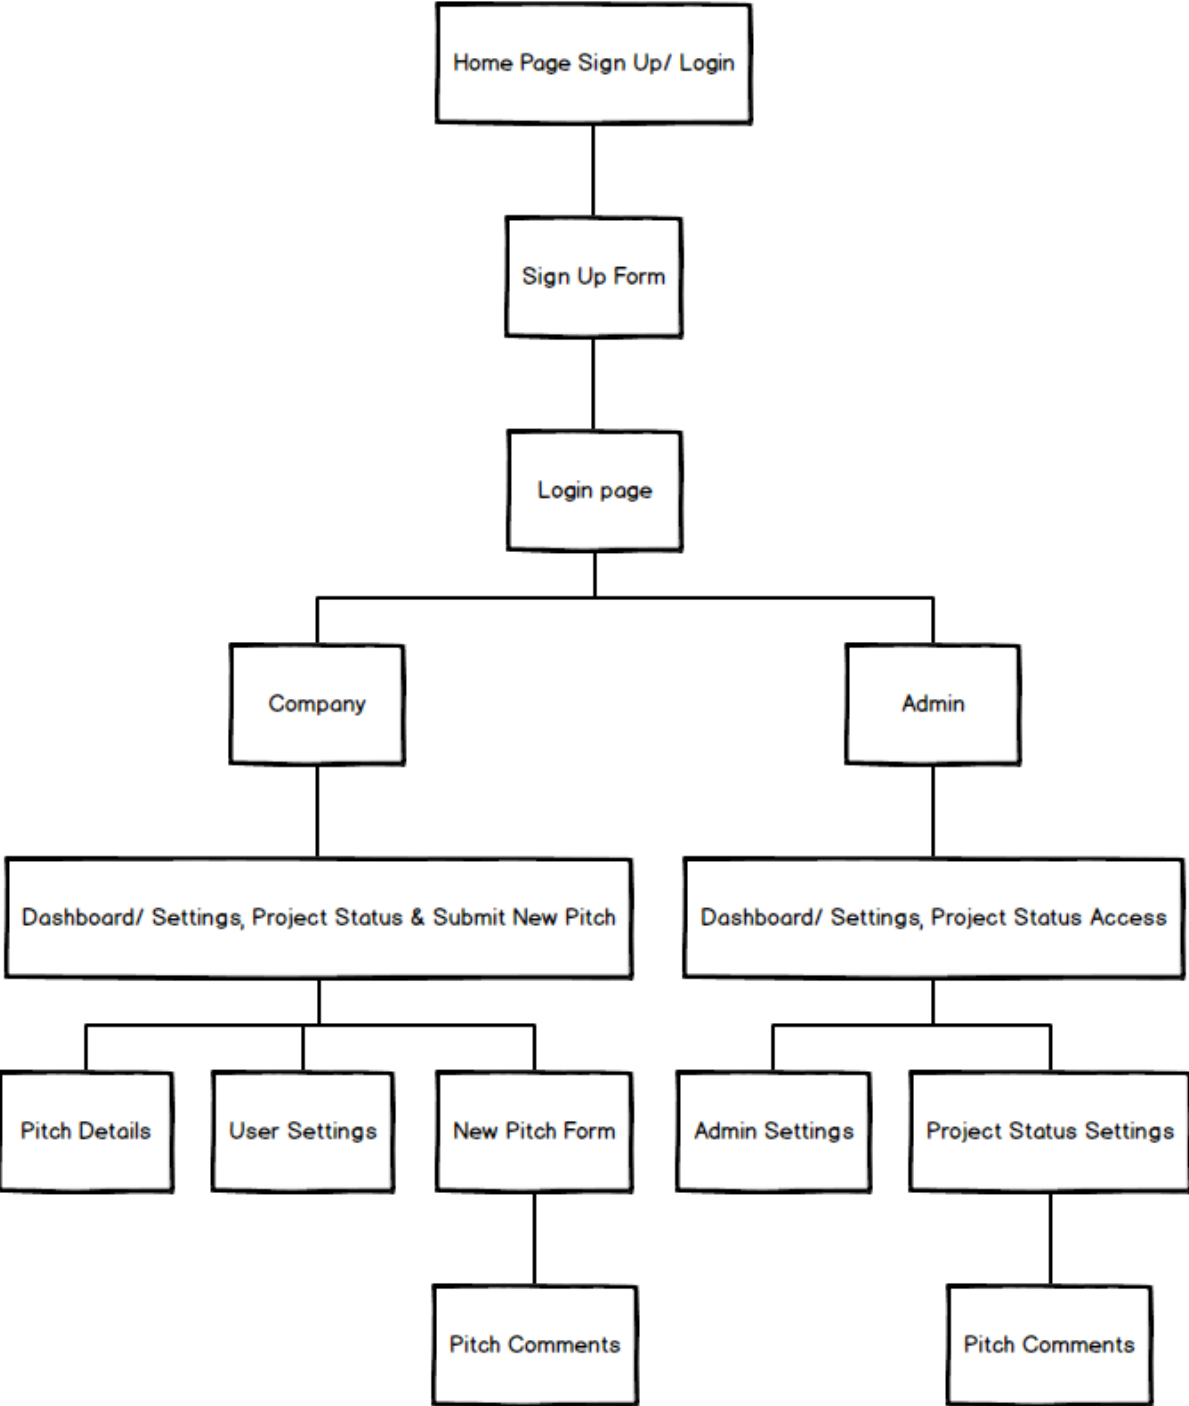 Home Page Sign Up/ Login
Sign Up Form
Login page
Company
Admin
Dashboard/ Settings, Project Status & Submit New Pitch
Dashboard/ Settings, Project Status Access
Pitch Details
User Settings
New Pitch Form
Admin Settings
Project Status Settings
Pitch Comments
Pitch Comments